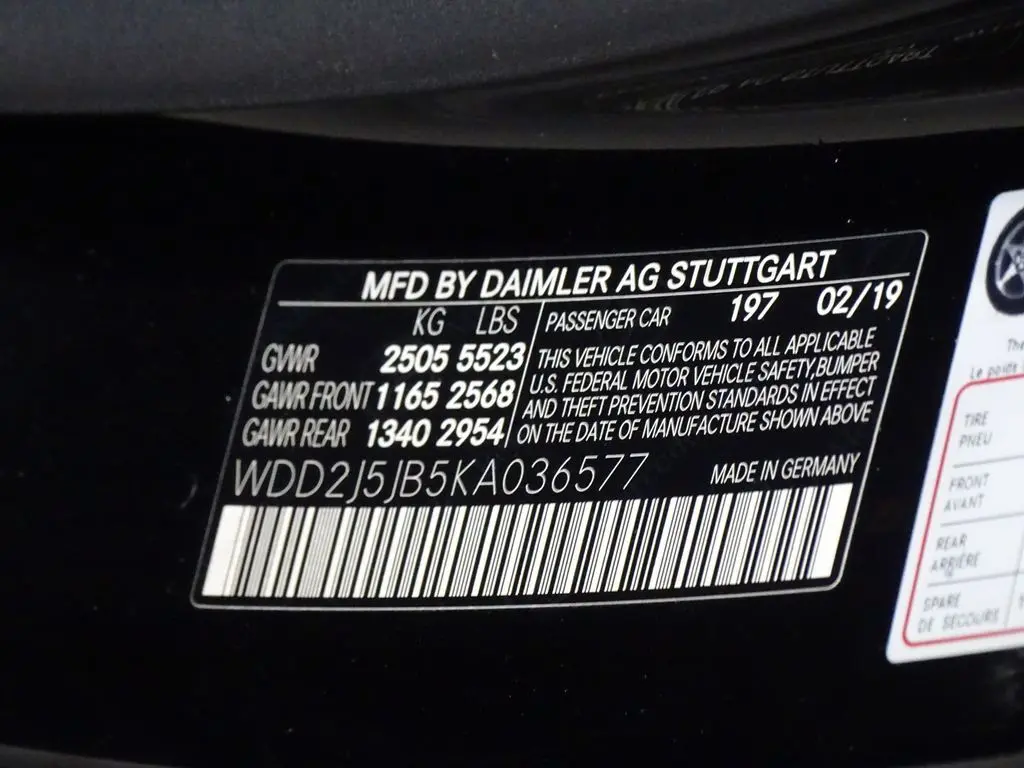 MFD BY DAIMLER AG STUTTGART
KG LBS
GVWR 2505 5523
GAWR FRONT 1165 2568
GAWR REAR 1340 2954
PASSENGER CAR 197 02/19
THIS VEHICLE CONFORMS TO ALL APPLICABLE
U.S. FEDERAL MOTOR VEHICLE SAFETY,BUMPER
AND THEFT PREVENTION STANDARDS IN EFFECT
ON THE DATE OF MANUFACTURE SHOWN ABOVE
WDD2J5JB5KA036577
MADE IN GERMANY
The
Le poids
TIRE
PNEU
FRONT
AVANT
REAR
ARRIÈRE
SPARE
DE SECOURS